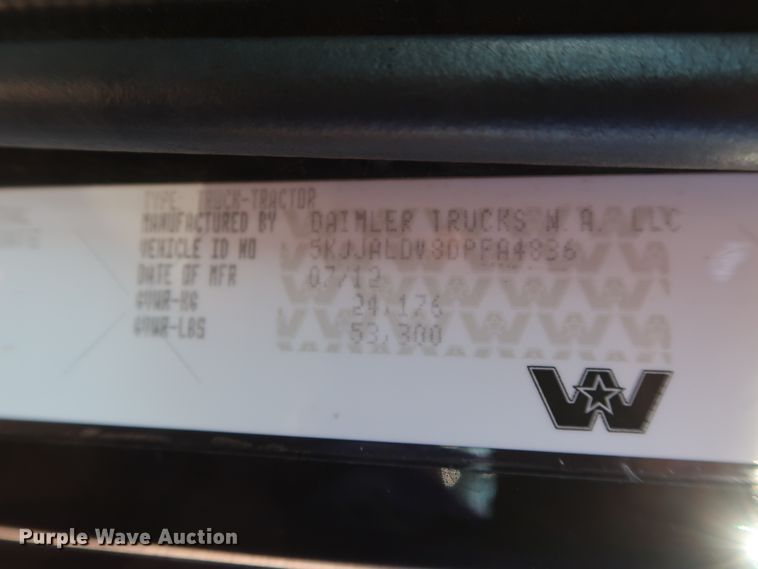 TYPE: TRUCK-TRACTOR
MANUFACTURED BY DAIMLER TRUCKS N.A. LLC
VEHICLE ID NO 5KJJALDV8DPFA4836
DATE OF MFR 07/12
GVWR-KG 24,176
GVWR-LBS 53,300
Purple Wave Auction